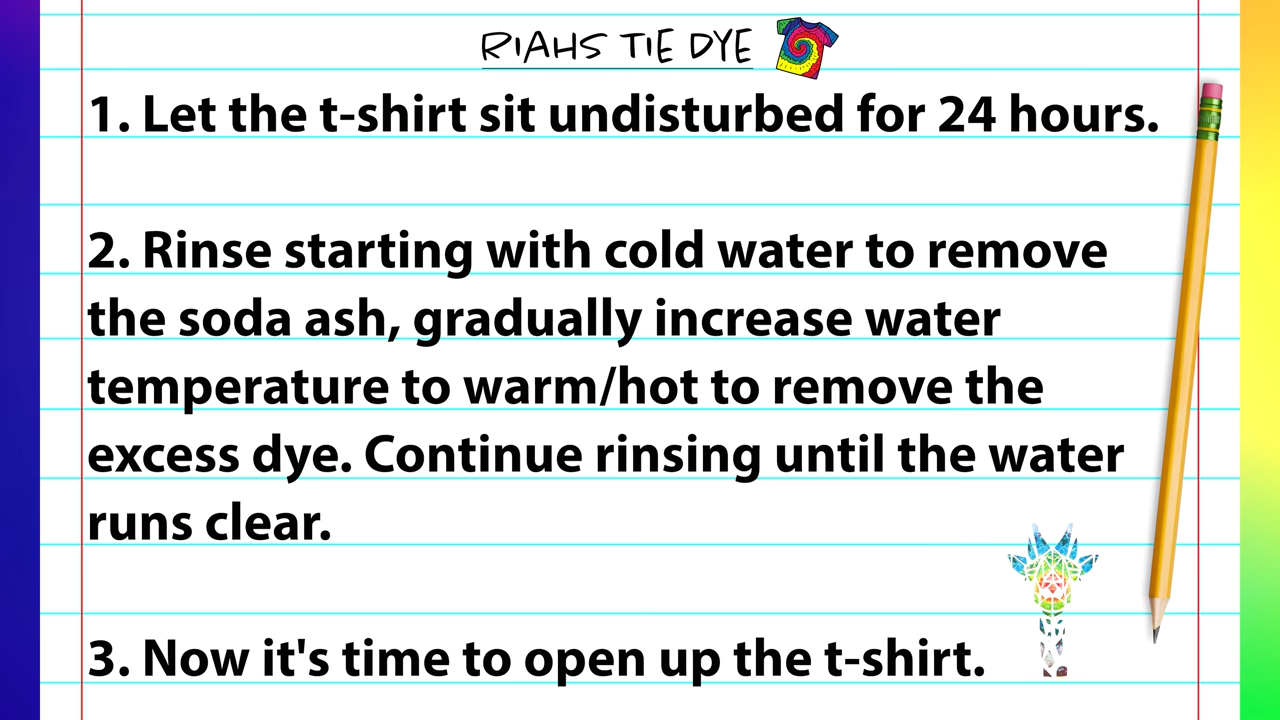 RIAHS TIE DYE
1. Let the t-shirt sit undisturbed for 24 hours.
2. Rinse starting with cold water to remove
the soda ash, gradually increase water
temperature to warm/hot to remove the
excess dye. Continue rinsing until the water
runs clear.
3. Now it's time to open up the t-shirt.